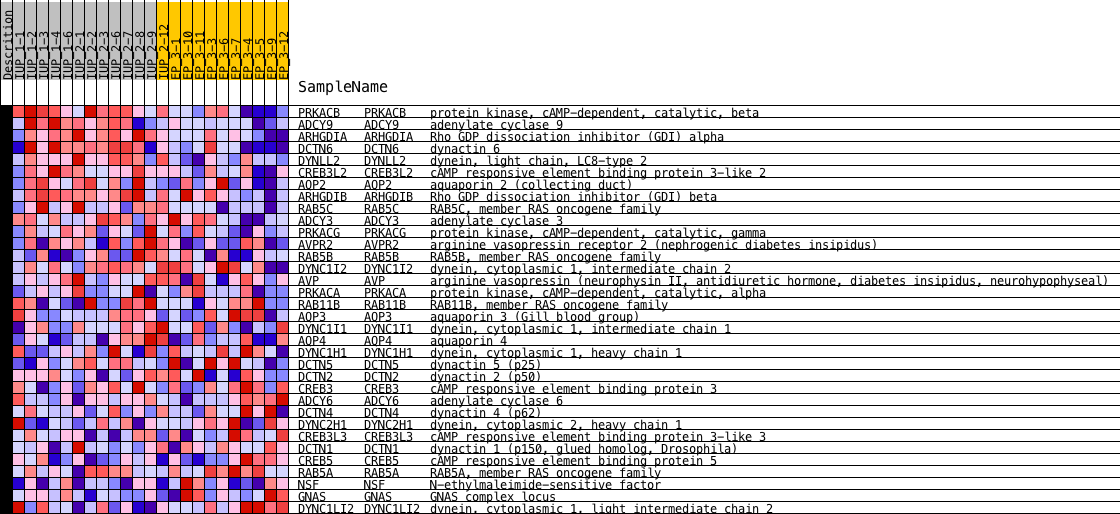 Descrition
IUP_1-1
IUP_1-2
IUP_1-3
IUP_1-4
IUP_1-6
IUP_2-1
IUP_2-2
IUP_2-3
IUP_2-6
IUP_2-7
IUP_2-8
IUP_2-9
IUP_2-12
EP_3-1
EP_3-10
EP_3-11
EP_3-3
EP_3-6
EP_3-7
EP_3-4
EP_3-5
EP_3-9
EP_3-12
SampleName
PRKACB PRKACB protein kinase, cAMP-dependent, catalytic, beta
ADCY9 ADCY9 adenylate cyclase 9
ARHGDIA ARHGDIA Rho GDP dissociation inhibitor (GDI) alpha
DCTN6 DCTN6 dynactin 6
DYNLL2 DYNLL2 dynein, light chain, LC8-type 2
CREB3L2 CREB3L2 cAMP responsive element binding protein 3-like 2
AQP2 AQP2 aquaporin 2 (collecting duct)
ARHGDIB ARHGDIB Rho GDP dissociation inhibitor (GDI) beta
RAB5C RAB5C RAB5C, member RAS oncogene family
ADCY3 ADCY3 adenylate cyclase 3
PRKACG PRKACG protein kinase, cAMP-dependent, catalytic, gamma
AVPR2 AVPR2 arginine vasopressin receptor 2 (nephrogenic diabetes insipidus)
RAB5B RAB5B RAB5B, member RAS oncogene family
DYNC1I2 DYNC1I2 dynein, cytoplasmic 1, intermediate chain 2
AVP AVP arginine vasopressin (neurophysin II, antidiuretic hormone, diabetes insipidus, neurohypophyseal)
PRKACA PRKACA protein kinase, cAMP-dependent, catalytic, alpha
RAB11B RAB11B RAB11B, member RAS oncogene family
AQP3 AQP3 aquaporin 3 (Gill blood group)
DYNC1I1 DYNC1I1 dynein, cytoplasmic 1, intermediate chain 1
AQP4 AQP4 aquaporin 4
DYNC1H1 DYNC1H1 dynein, cytoplasmic 1, heavy chain 1
DCTN5 DCTN5 dynactin 5 (p25)
DCTN2 DCTN2 dynactin 2 (p50)
CREB3 CREB3 cAMP responsive element binding protein 3
ADCY6 ADCY6 adenylate cyclase 6
DCTN4 DCTN4 dynactin 4 (p62)
DYNC2H1 DYNC2H1 dynein, cytoplasmic 2, heavy chain 1
CREB3L3 CREB3L3 cAMP responsive element binding protein 3-like 3
DCTN1 DCTN1 dynactin 1 (p150, glued homolog, Drosophila)
CREB5 CREB5 cAMP responsive element binding protein 5
RAB5A RAB5A RAB5A, member RAS oncogene family
NSF NSF N-ethylmaleimide-sensitive factor
GNAS GNAS GNAS complex locus
DYNC1LI2 DYNC1LI2 dynein, cytoplasmic 1, light intermediate chain 2